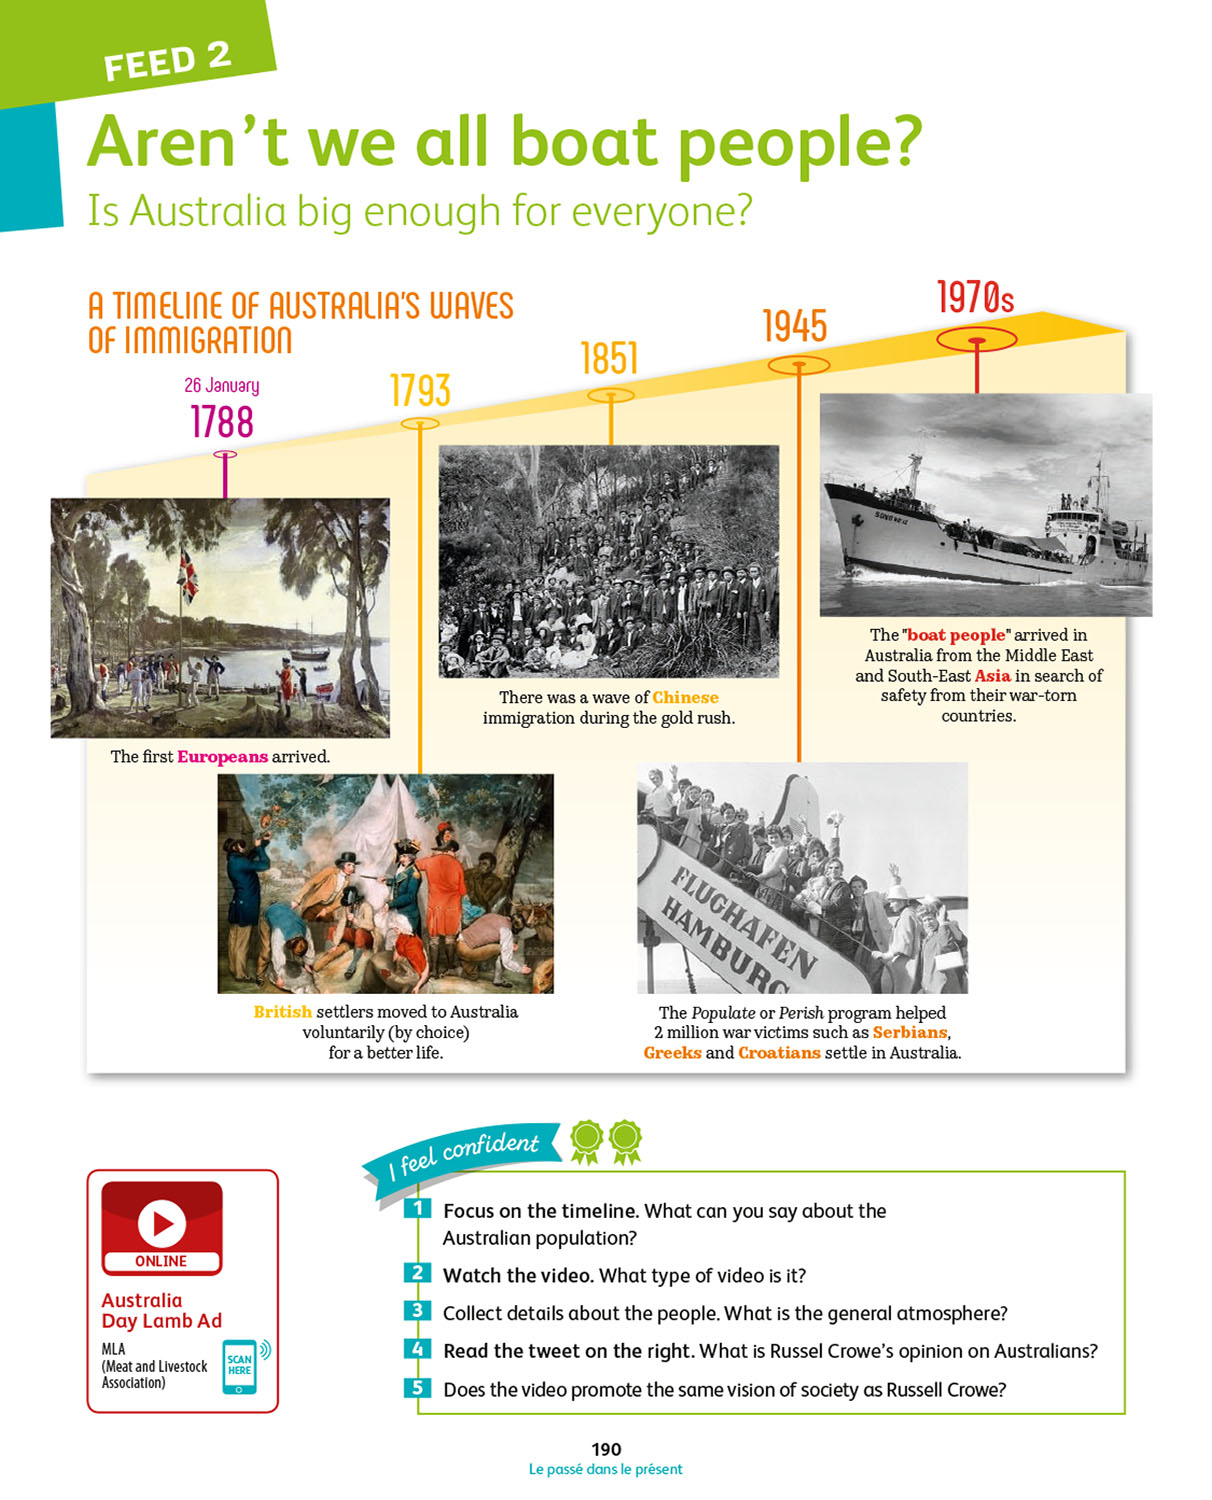 FEED 2
Aren't we all boat people?
Is Australia big enough for everyone?
A TIMELINE OF AUSTRALIA'S WAVES
OF IMMIGRATION
26 January
1788
The first Europeans arrived.
1793
British settlers moved to Australia
voluntarily (by choice)
for a better life.
1851
There was a wave of Chinese
immigration during the gold rush.
1945
FLUGHAFEN
HAMBURG
The Populate or Perish program helped
2 million war victims such as Serbians,
Greeks and Croatians settle in Australia.
1970s
The "boat people" arrived in
Australia from the Middle East
and South-East Asia in search of
safety from their war-torn
countries.
ONLINE
Australia
Day Lamb Ad
MLA
(Meat and Livestock
Association)
SCAN
HERE
I feel confident
1 Focus on the timeline. What can you say about the
Australian population?
2 Watch the video. What type of video is it?
3 Collect details about the people. What is the general atmosphere?
4 Read the tweet on the right. What is Russel Crowe's opinion on Australians?
5 Does the video promote the same vision of society as Russell Crowe?
190
Le passé dans le présent